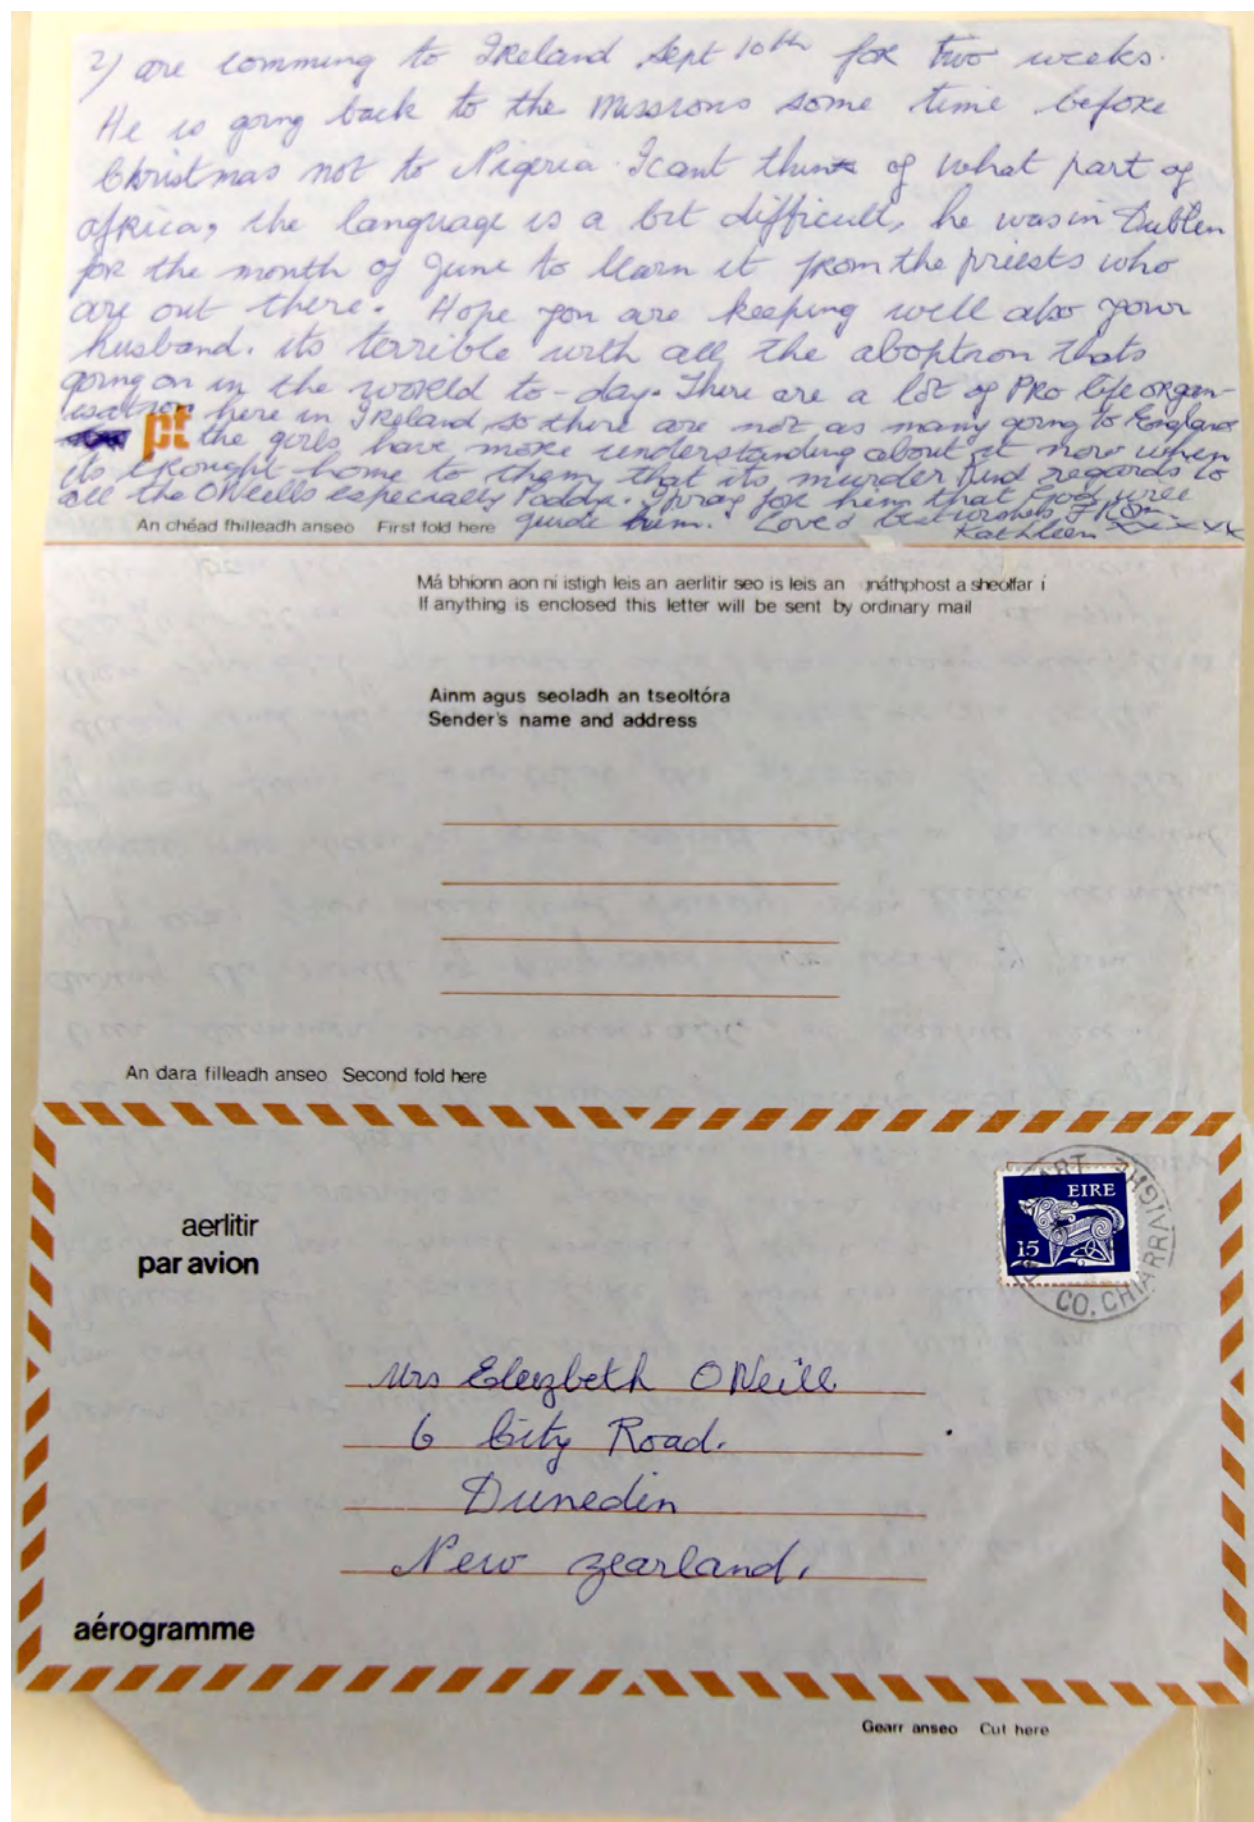 2) are comming to IReland Sept 10th foR two weeks.
He is going back to the Missions some time before
Christmas not to Nigeria. I cant think of what part of
afRica, the language is a bit difficult, he was in Dublin
foR the month of June to learn it fRom the priests who
are out there. Hope you are keeping well also your
husband. its terrible with all the aboption thats
going on in the woRld to-day. There are a lot of PRo life oRgan-
isation here in IReland, so there are not as many going to England
pt the girls have moRe understanding about it now when
its bRought home to them, that its murder Kind regards to
all the ONeills especially Paddy. I pray foR him that God will
guide him. Love & best wishes FRom
An chéad fhilleadh anseo First fold here
Kathleen xxxxx
Má bhíonn aon ní istigh leis an aerlitir seo is leis an náthphost a sheolfar í
If anything is enclosed this letter will be sent by ordinary mail
Ainm agus seoladh an tseoltóra
Sender's name and address
An dara filleadh anseo Second fold here
aerlitir
par avion
EIRE
15
CO. CHIARRAIGHE
Mrs Elezbeth O Neill
6 City Road.
Dunedin
New zearland,
aérogramme
Gearr anseo Cut here